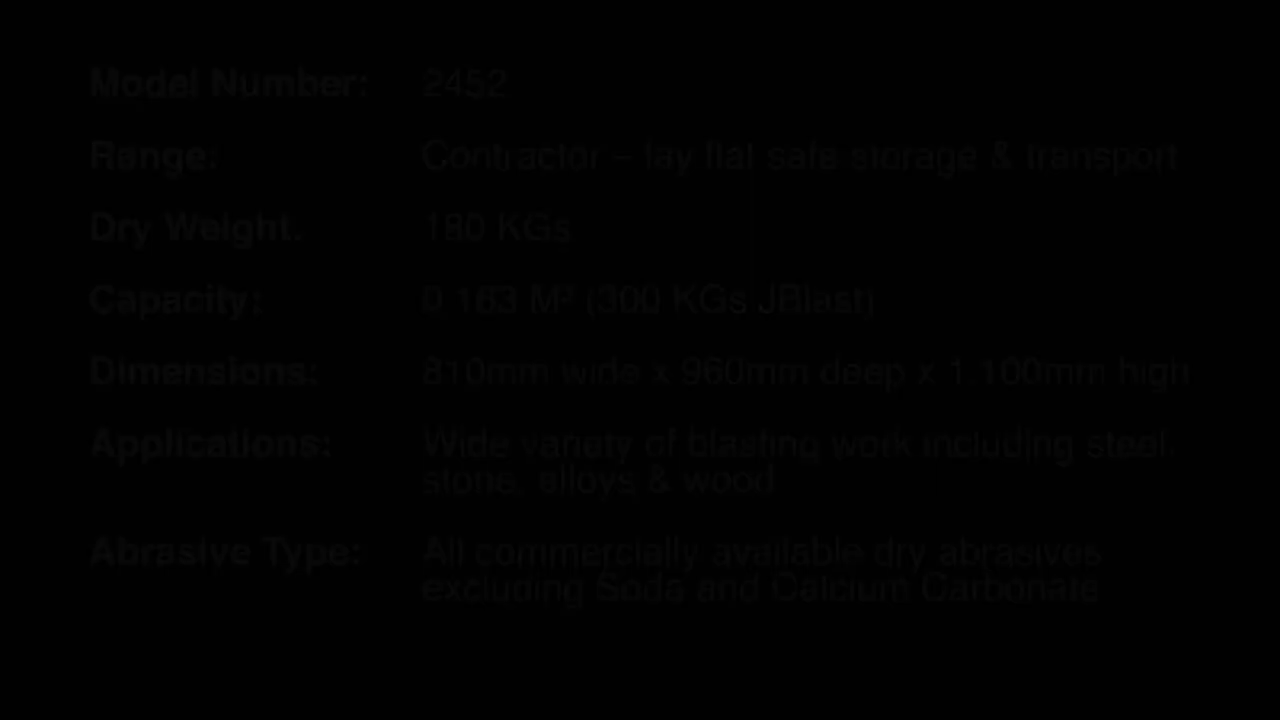 Model Number: 2452
Range: Contractor – lay flat safe storage & transport
Dry Weight: 180 KGs
Capacity: 0.163 M³ (300 KGs JBlast)
Dimensions: 810mm wide x 960mm deep x 1,100mm high
Applications: Wide variety of blasting work including steel,
stone, alloys & wood
Abrasive Type: All commercially available dry abrasives
excluding Soda and Calcium Carbonate